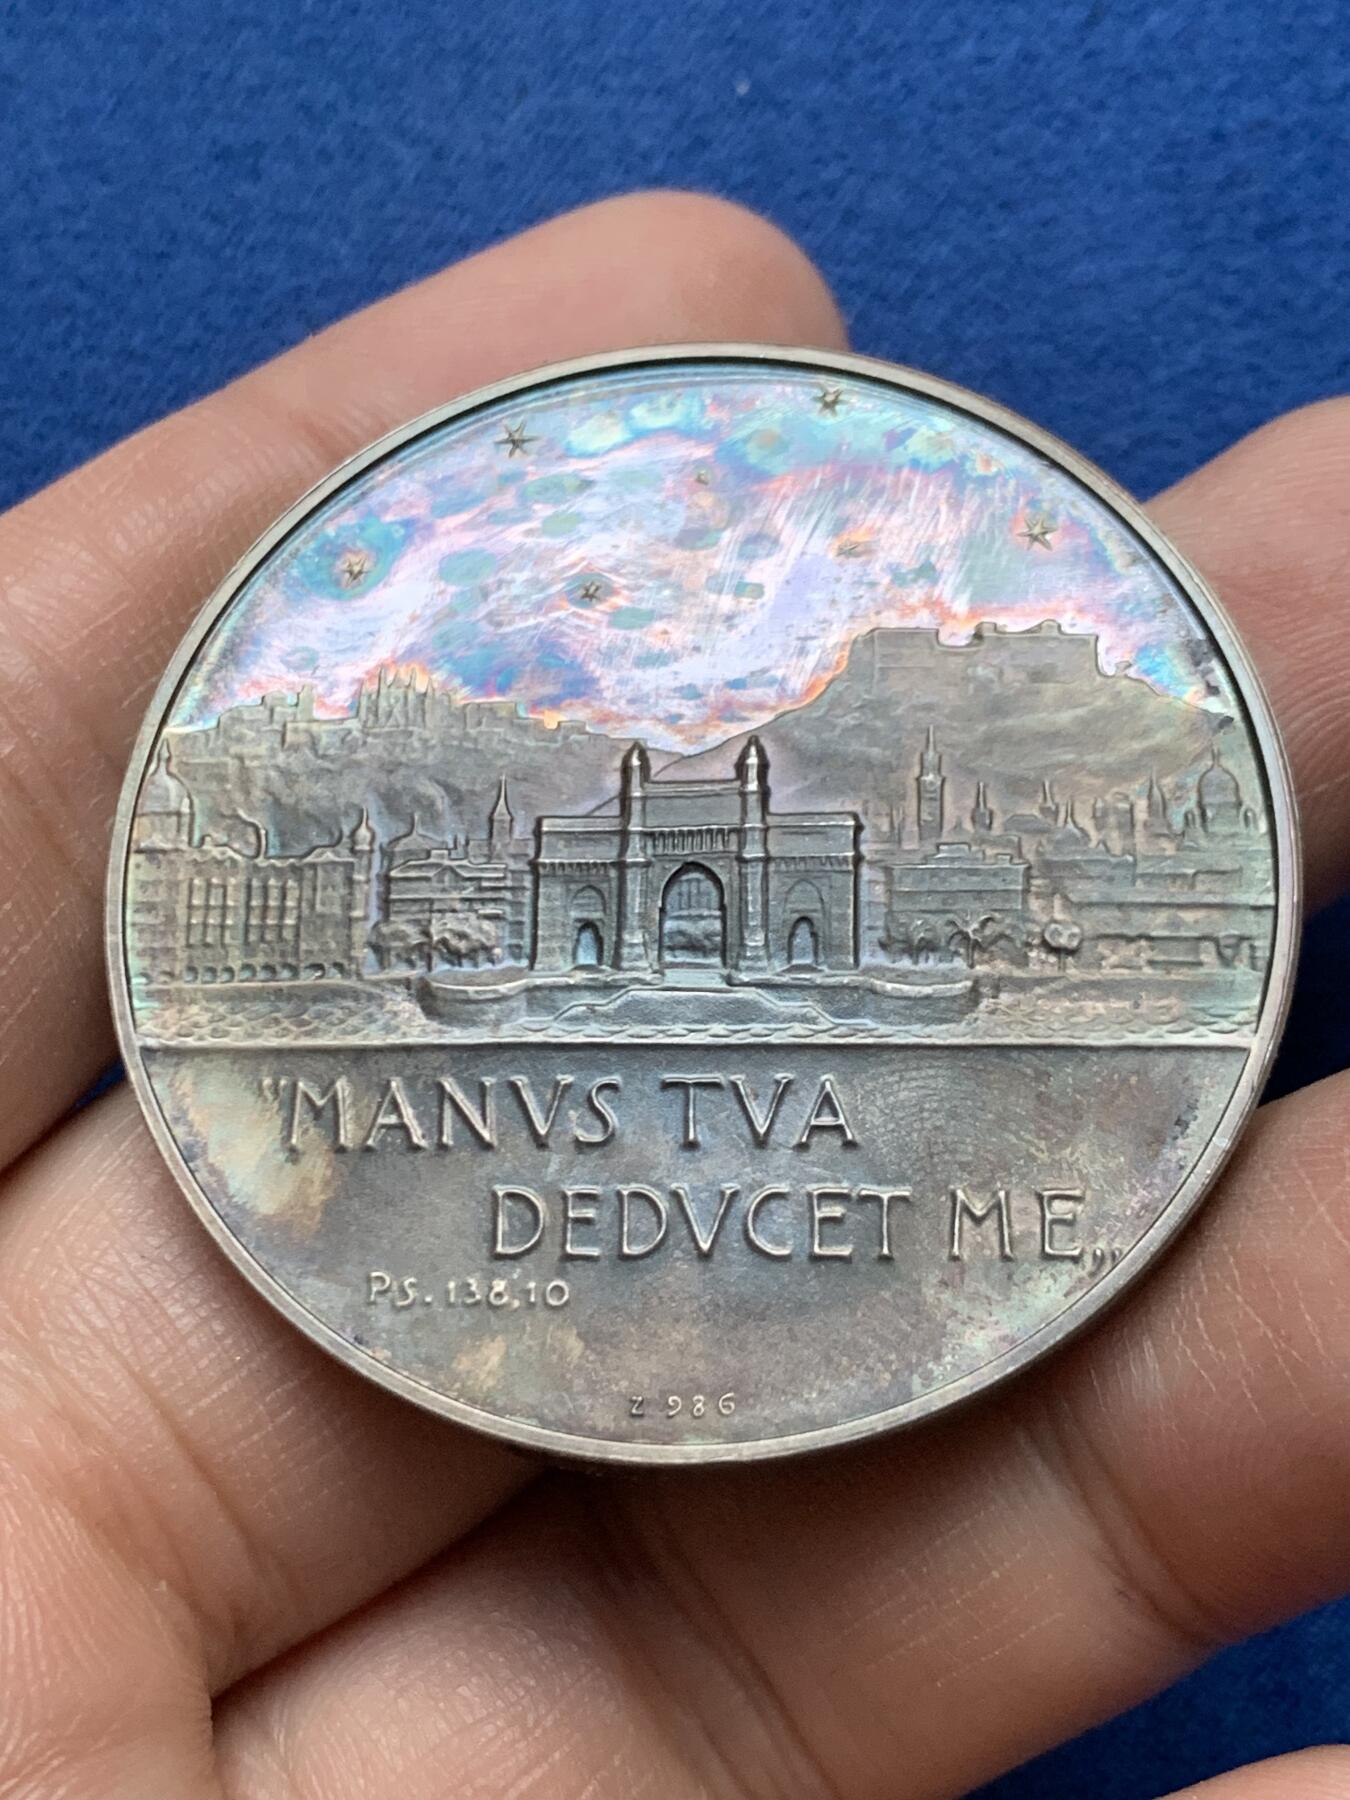 "MANVS TVA
DEDVCET ME„
PS. 138,10
Z 986